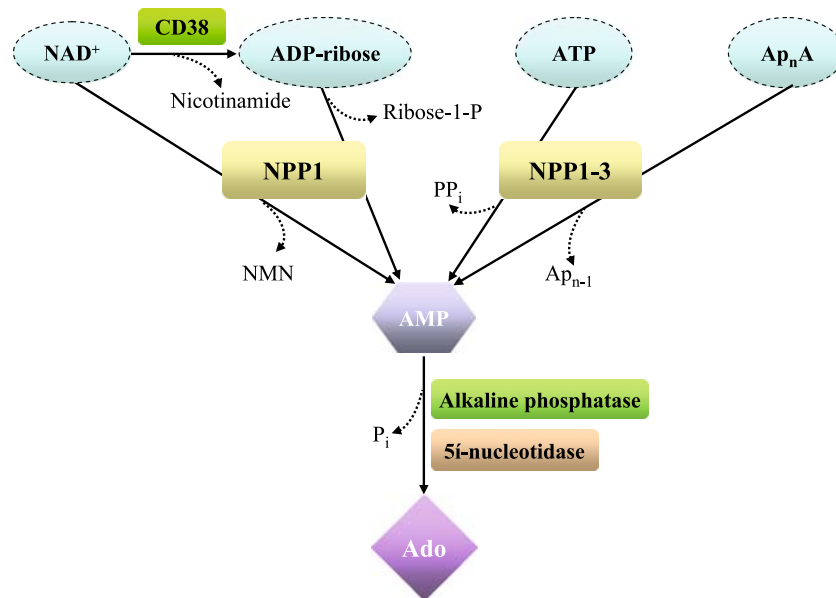 CD38
NAD⁺
ADP-ribose
ATP
ApₙA
Nicotinamide
Ribose-1-P
NPP1
NPP1-3
PPᵢ
NMN
Apₙ₋₁
AMP
Alkaline phosphatase
Pᵢ
5í-nucleotidase
Ado